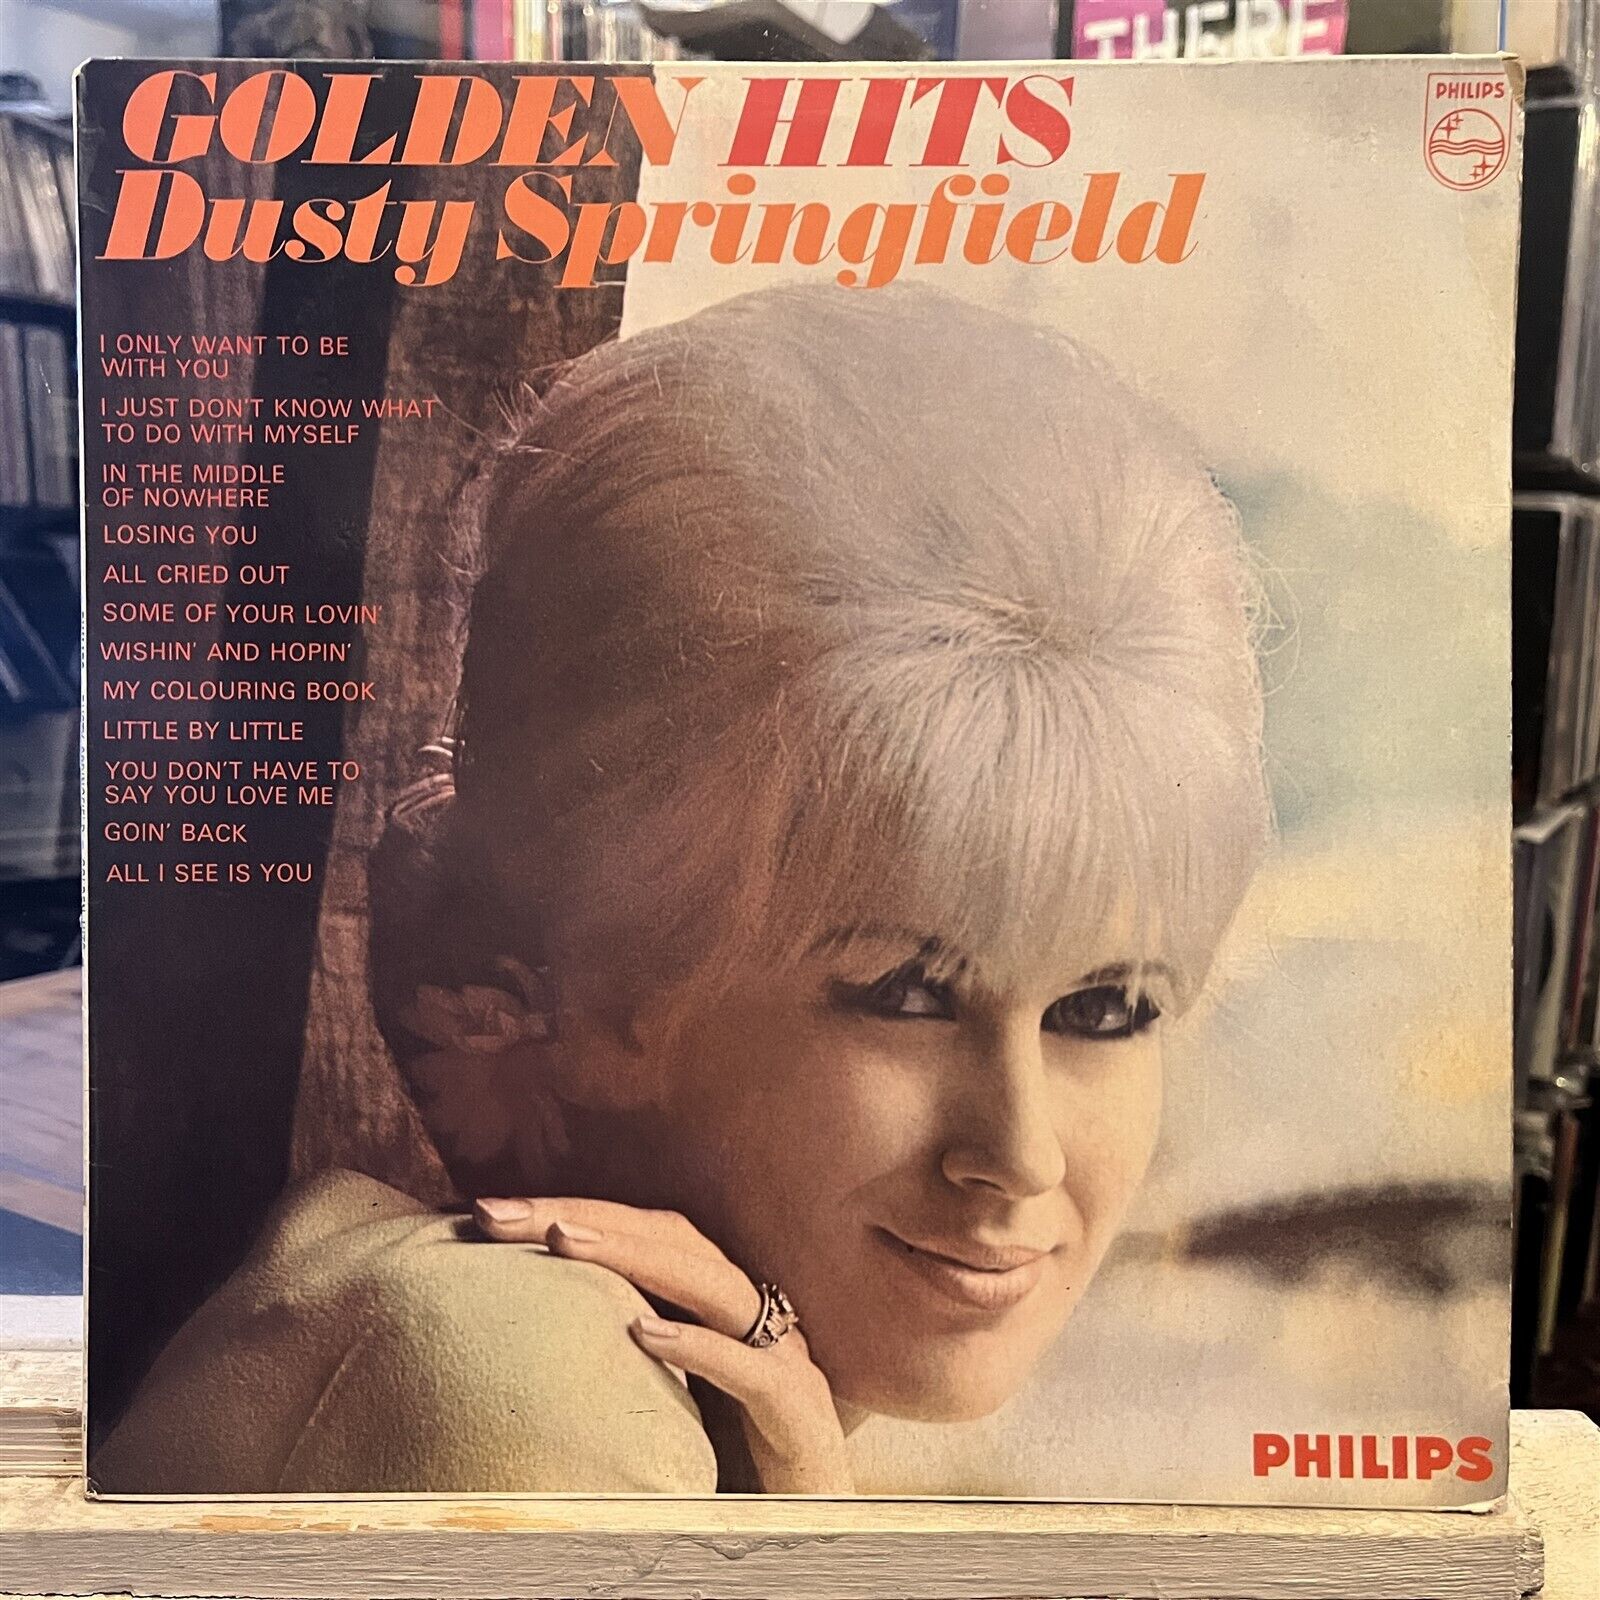 THERE
GOLDEN HITS
PHILIPS
Dusty Springfield
I ONLY WANT TO BE
WITH YOU
I JUST DON'T KNOW WHAT
TO DO WITH MYSELF
IN THE MIDDLE
OF NOWHERE
LOSING YOU
ALL CRIED OUT
SOME OF YOUR LOVIN'
WISHIN' AND HOPIN'
MY COLOURING BOOK
LITTLE BY LITTLE
YOU DON'T HAVE TO
SAY YOU LOVE ME
GOIN' BACK
ALL I SEE IS YOU
PHILIPS